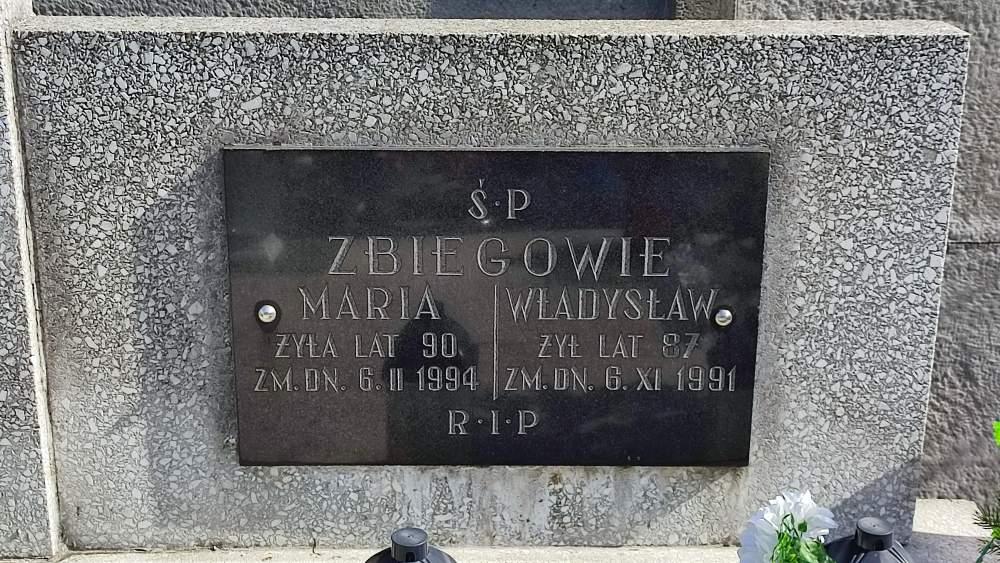 Ś·P
ZBIEGOWIE
MARIA
ŻYŁA LAT 90
ZM.DN. 6.II 1994
WŁADYSŁAW
ŻYŁ LAT 87
ZM.DN. 6.XI 1991
R·I·P